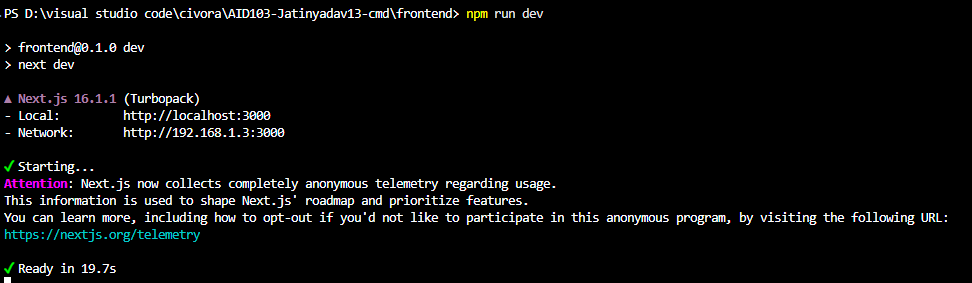 PS D:\visual studio code\civora\AID103-Jatinyadav13-cmd\frontend> npm run dev
> frontend@0.1.0 dev
> next dev
▲ Next.js 16.1.1 (Turbopack)
- Local:         http://localhost:3000
- Network:       http://192.168.1.3:3000
✓ Starting...
Attention: Next.js now collects completely anonymous telemetry regarding usage.
This information is used to shape Next.js' roadmap and prioritize features.
You can learn more, including how to opt-out if you'd not like to participate in this anonymous program, by visiting the following URL:
https://nextjs.org/telemetry
✓ Ready in 19.7s